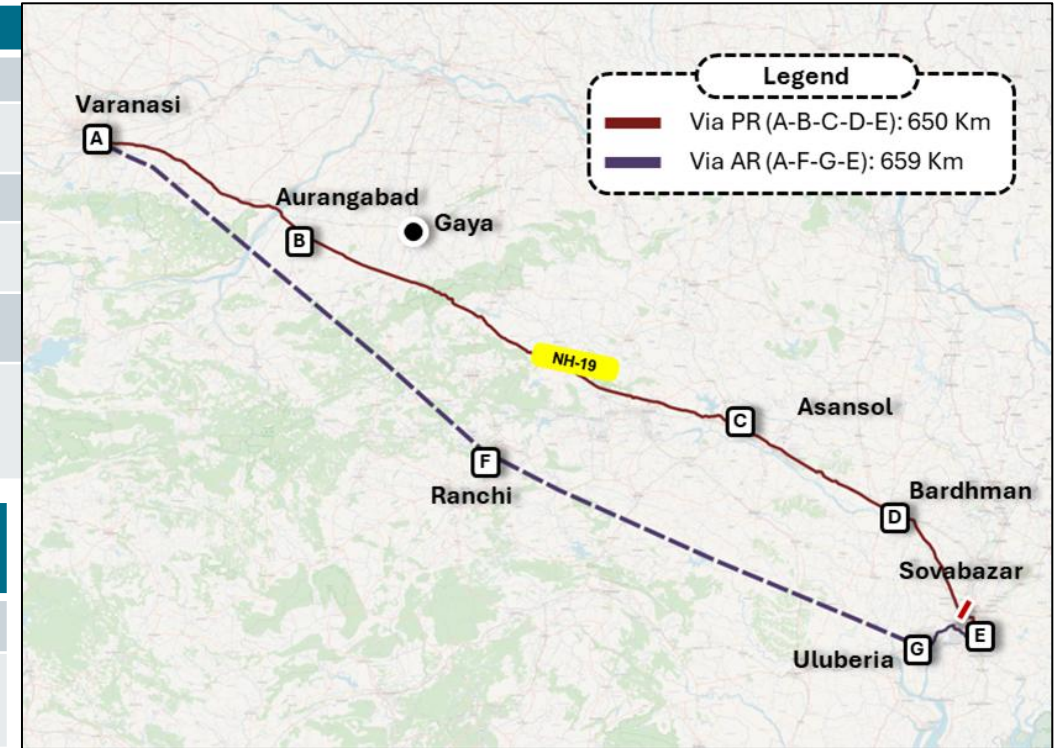 Legend
Via PR (A-B-C-D-E): 650 Km
Via AR (A-F-G-E): 659 Km
Varanasi
A
Aurangabad
B
Gaya
NH-19
C
Asansol
F
Ranchi
Bardhman
D
Sovabazar
E
G
Uluberia